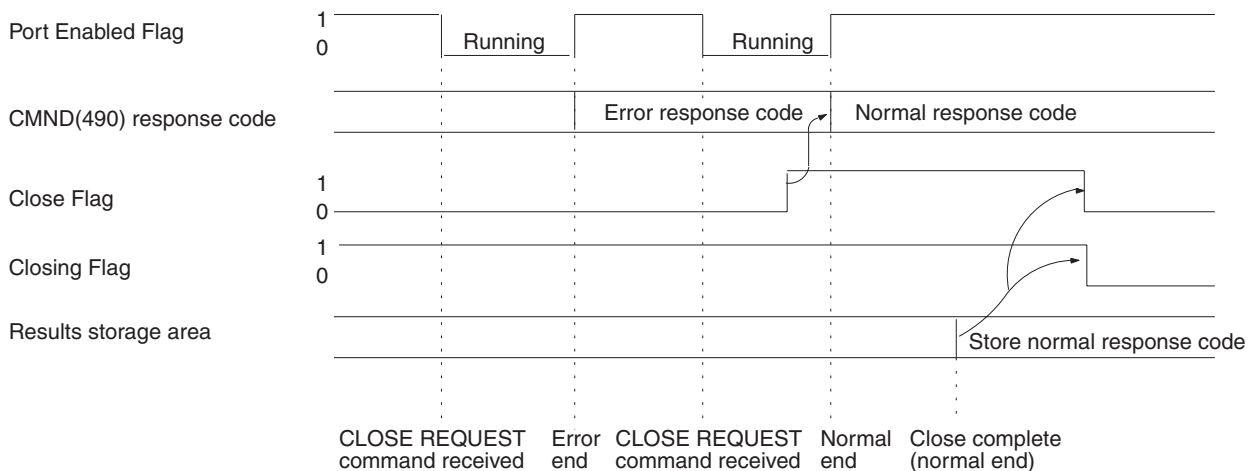 Port Enabled Flag
1
0
Running
Running
CMND(490) response code
Error response code
Normal response code
Close Flag
1
0
Closing Flag
1
0
Results storage area
Store normal response code
CLOSE REQUEST
command received
Error
end
CLOSE REQUEST
command received
Normal
end
Close complete
(normal end)